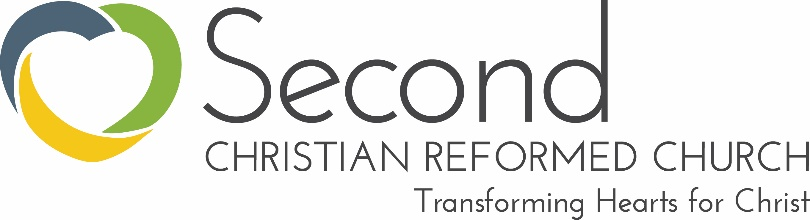 Second
CHRISTIAN REFORMED CHURCH
Transforming Hearts for Christ